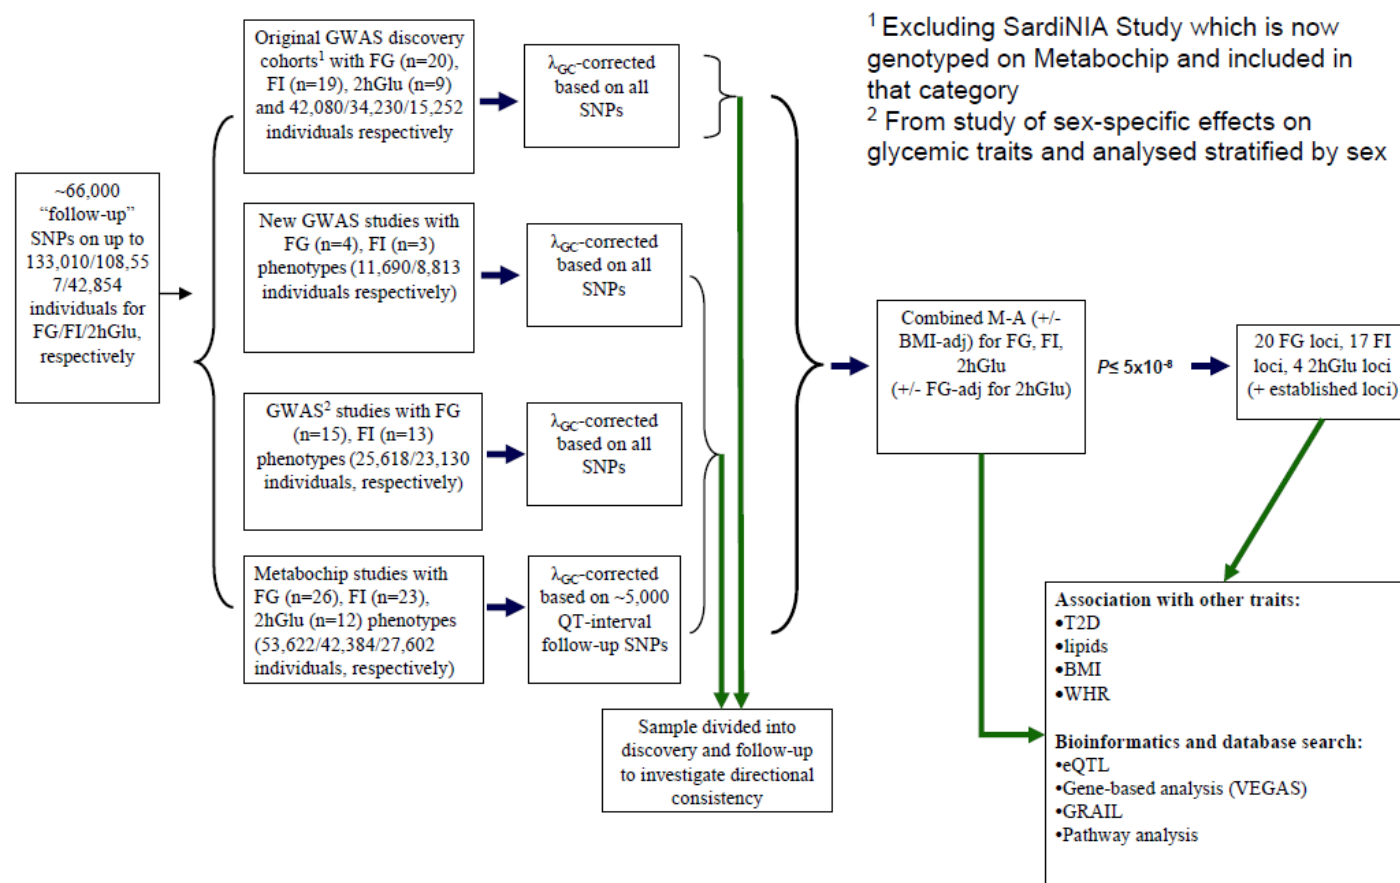 ¹ Excluding SardiNIA Study which is now
genotyped on Metabochip and included in
that category
² From study of sex-specific effects on
glycemic traits and analysed stratified by sex
~66,000
“follow-up”
SNPs on up to
133,010/108,55
7/42,854
individuals for
FG/FI/2hGlu,
respectively
Original GWAS discovery
cohorts¹ with FG (n=20),
FI (n=19), 2hGlu (n=9)
and 42,080/34,230/15,252
individuals respectively
λGC-corrected
based on all
SNPs
New GWAS studies with
FG (n=4), FI (n=3)
phenotypes (11,690/8,813
individuals respectively)
λGC-corrected
based on all
SNPs
GWAS² studies with FG
(n=15), FI (n=13)
phenotypes (25,618/23,130
individuals, respectively)
λGC-corrected
based on all
SNPs
Metabochip studies with
FG (n=26), FI (n=23),
2hGlu (n=12) phenotypes
(53,622/42,384/27,602
individuals, respectively)
λGC-corrected
based on ~5,000
QT-interval
follow-up SNPs
Sample divided into
discovery and follow-up
to investigate directional
consistency
Combined M-A (+/-
BMI-adj) for FG, FI,
2hGlu
(+/- FG-adj for 2hGlu)
P≤ 5x10⁻⁸
20 FG loci, 17 FI
loci, 4 2hGlu loci
(+ established loci)
Association with other traits:
•T2D
•lipids
•BMI
•WHR
Bioinformatics and database search:
•eQTL
•Gene-based analysis (VEGAS)
•GRAIL
•Pathway analysis